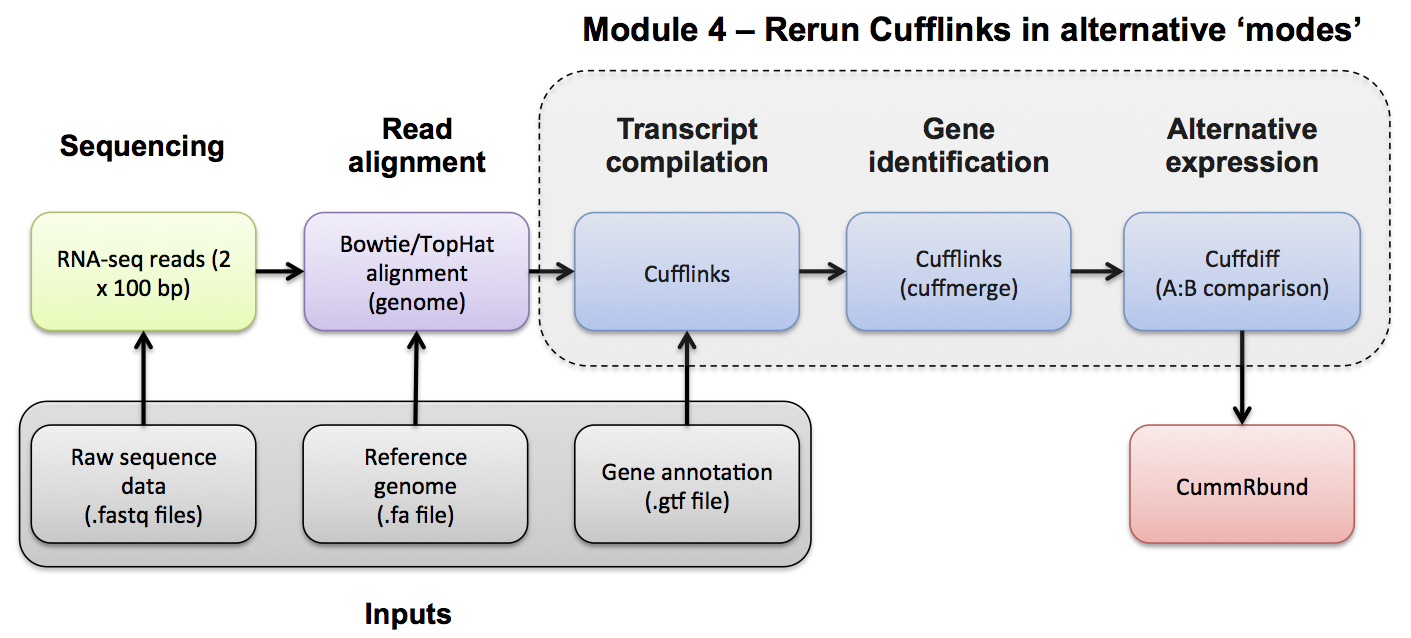 Module 4 – Rerun Cufflinks in alternative ‘modes’
Sequencing
Read
alignment
Transcript
compilation
Gene
identification
Alternative
expression
RNA-seq reads (2
x 100 bp)
Bowtie/TopHat
alignment
(genome)
Cufflinks
Cufflinks
(cuffmerge)
Cuffdiff
(A:B comparison)
Raw sequence
data
(.fastq files)
Reference
genome
(.fa file)
Gene annotation
(.gtf file)
CummRbund
Inputs